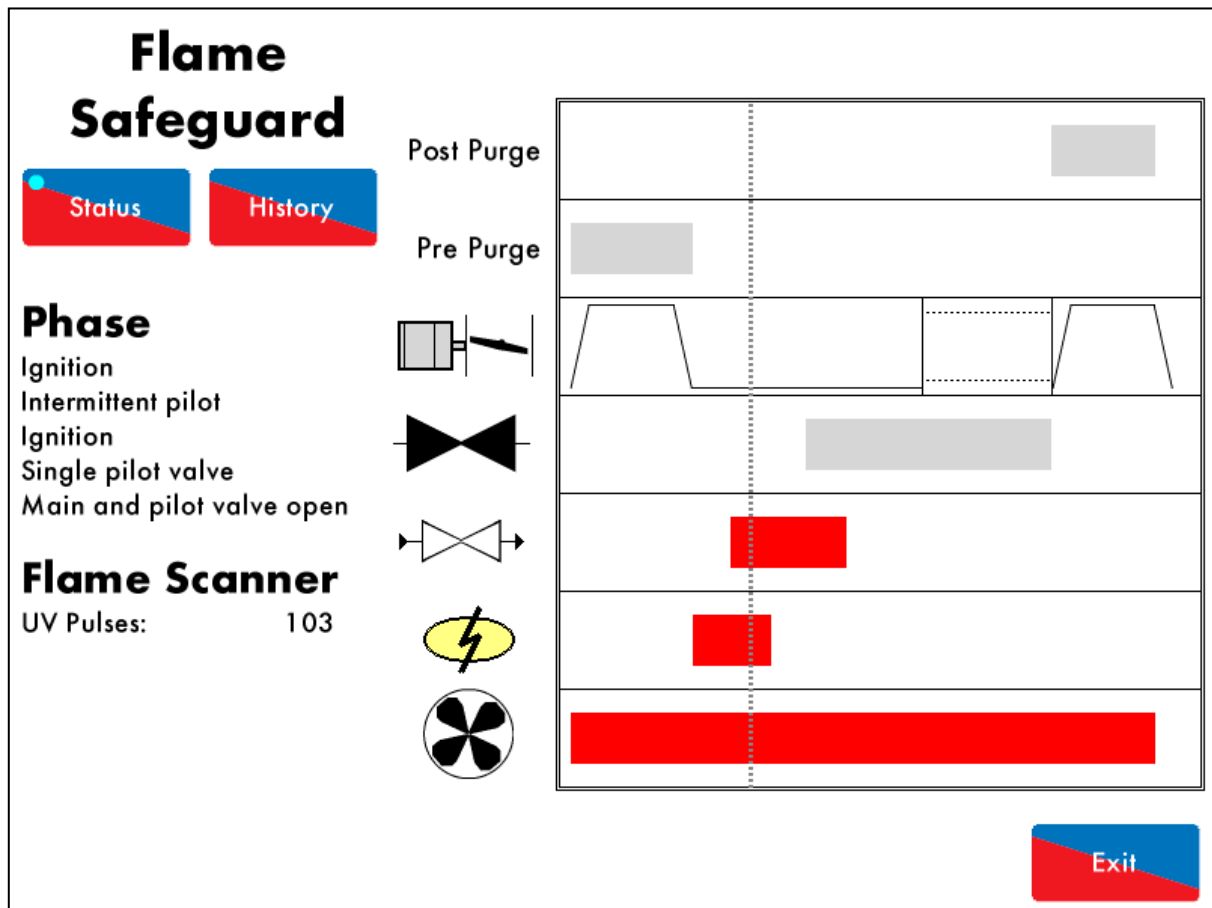 Flame
Safeguard
Status
History
Post Purge
Pre Purge
Phase
Ignition
Intermittent pilot
Ignition
Single pilot valve
Main and pilot valve open
Flame Scanner
UV Pulses: 103
Exit